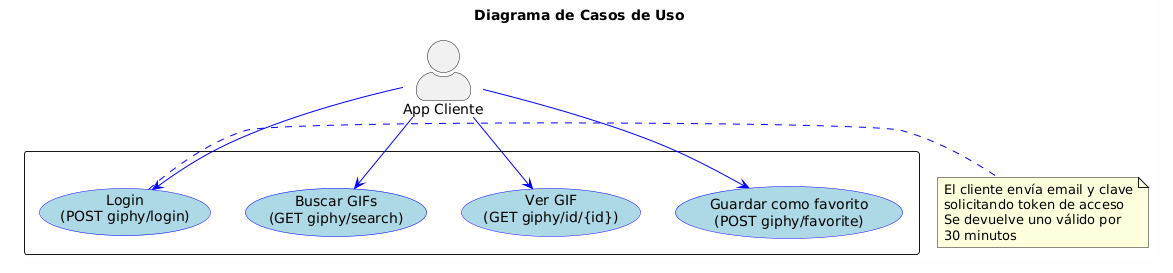 Diagrama de Casos de Uso
App Cliente
Login
(POST giphy/login)
Buscar GIFs
(GET giphy/search)
Ver GIF
(GET giphy/id/{id})
Guardar como favorito
(POST giphy/favorite)
El cliente envía email y clave
solicitando token de acceso
Se devuelve uno válido por
30 minutos